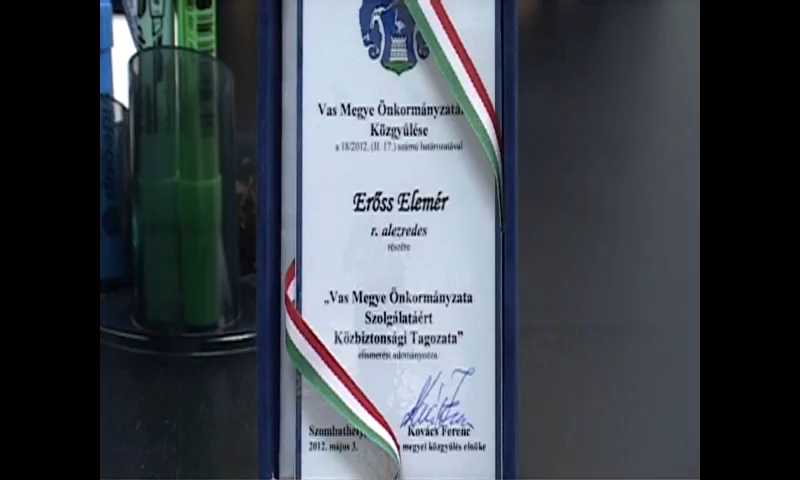 Vas Megye Önkormányzata
Közgyűlése
a 18/2012. (II. 17.) számú határozatával
Erőss Elemér
r. alezredes
részére
„Vas Megye Önkormányzata
Szolgálatáért
Közbiztonsági Tagozata”
elismerést adományozza.
Szombathely,
2012. május 3.
Kovács Ferenc
megyei közgyűlés elnöke